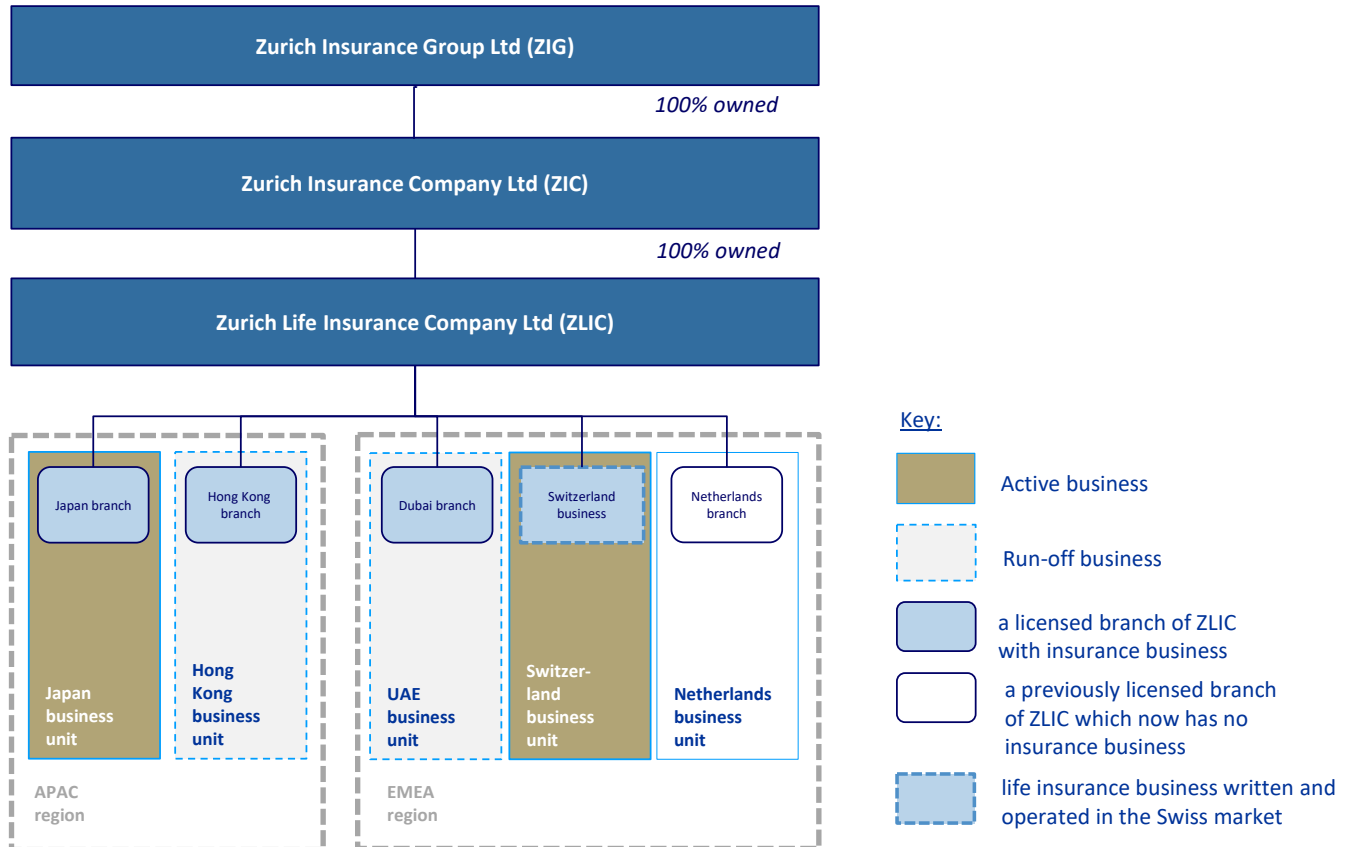 Zurich Insurance Group Ltd (ZIG)
100% owned
Zurich Insurance Company Ltd (ZIC)
100% owned
Zurich Life Insurance Company Ltd (ZLIC)
Japan branch
Hong Kong
branch
Dubai branch
Switzerland
business
Netherlands
branch
Japan
business
unit
Hong
Kong
business
unit
UAE
business
unit
Switzer-
land
business
unit
Netherlands
business
unit
APAC
region
EMEA
region
Key:
Active business
Run-off business
a licensed branch of ZLIC
with insurance business
a previously licensed branch
of ZLIC which now has no
insurance business
life insurance business written and
operated in the Swiss market